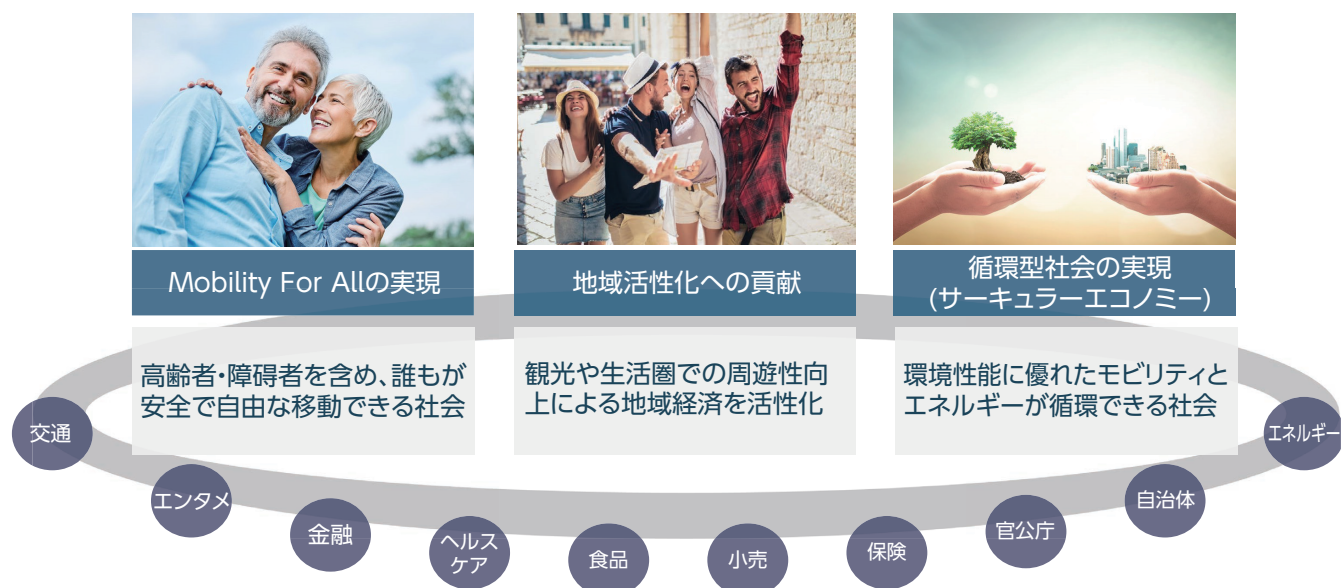 Mobility For Allの実現
高齢者・障碍者を含め、誰もが
安全で自由な移動できる社会
地域活性化への貢献
観光や生活圏での周遊性向
上による地域経済を活性化
循環型社会の実現
(サーキュラーエコノミー)
環境性能に優れたモビリティと
エネルギーが循環できる社会
交通
エンタメ
金融
ヘルス
ケア
食品
小売
保険
官公庁
自治体
エネルギー